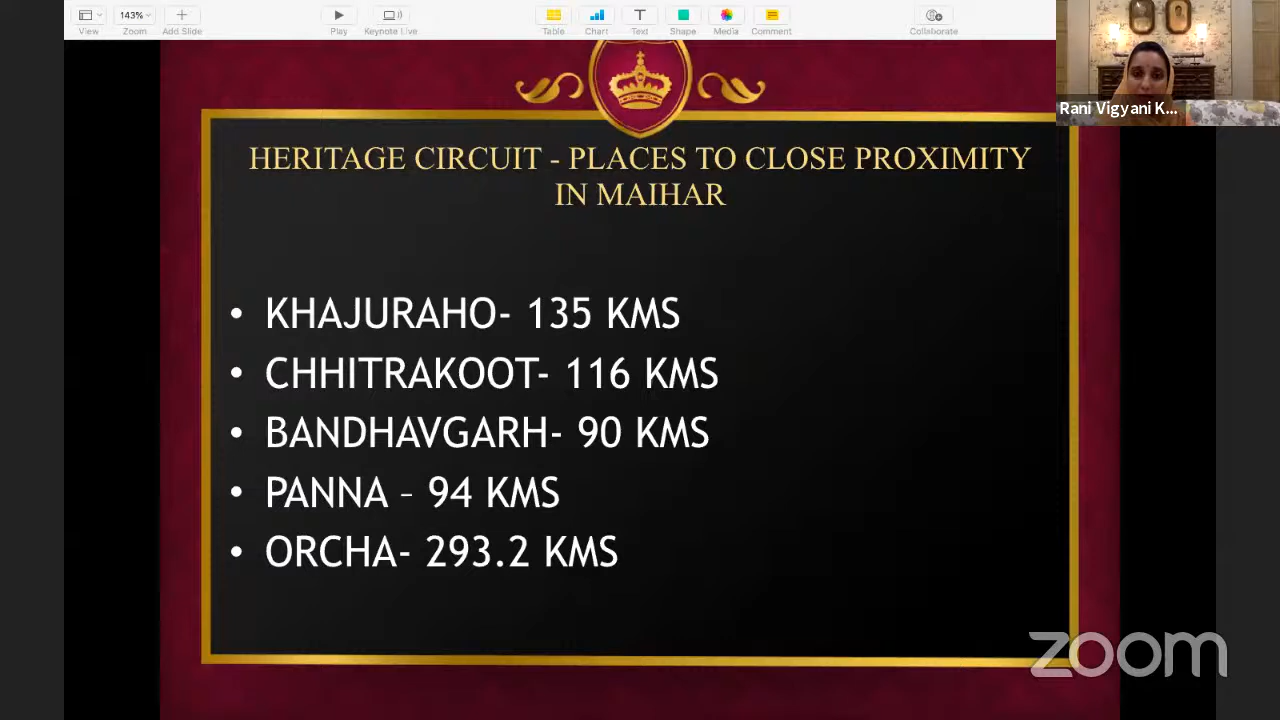 143%
View
Zoom
Add Slide
Play
Keynote Live
Table
Chart
Text
Shape
Media
Comment
Collaborate
Rani Vigyani K...
HERITAGE CIRCUIT - PLACES TO CLOSE PROXIMITY
IN MAIHAR
• KHAJURAHO- 135 KMS
• CHHITRAKOOT- 116 KMS
• BANDHAVGARH- 90 KMS
• PANNA – 94 KMS
• ORCHA- 293.2 KMS
zoom